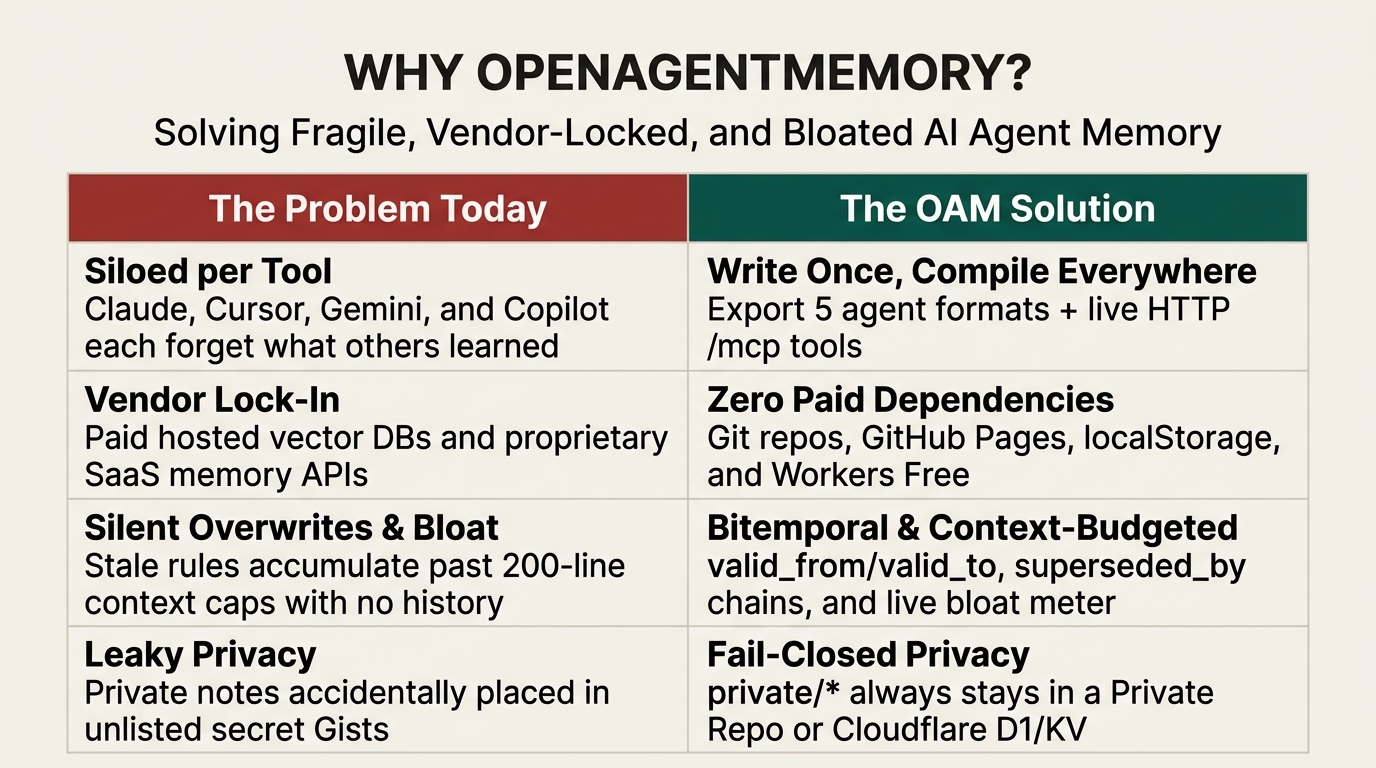 WHY OPENAGENTMEMORY?
Solving Fragile, Vendor-Locked, and Bloated AI Agent Memory
The Problem Today
The OAM Solution
Siloed per Tool
Claude, Cursor, Gemini, and Copilot
each forget what others learned
Write Once, Compile Everywhere
Export 5 agent formats + live HTTP
/mcp tools
Vendor Lock-In
Paid hosted vector DBs and proprietary
SaaS memory APIs
Zero Paid Dependencies
Git repos, GitHub Pages, localStorage,
and Workers Free
Silent Overwrites & Bloat
Stale rules accumulate past 200-line
context caps with no history
Bitemporal & Context-Budgeted
valid_from/valid_to, superseded_by
chains, and live bloat meter
Leaky Privacy
Private notes accidentally placed in
unlisted secret Gists
Fail-Closed Privacy
private/* always stays in a Private
Repo or Cloudflare D1/KV